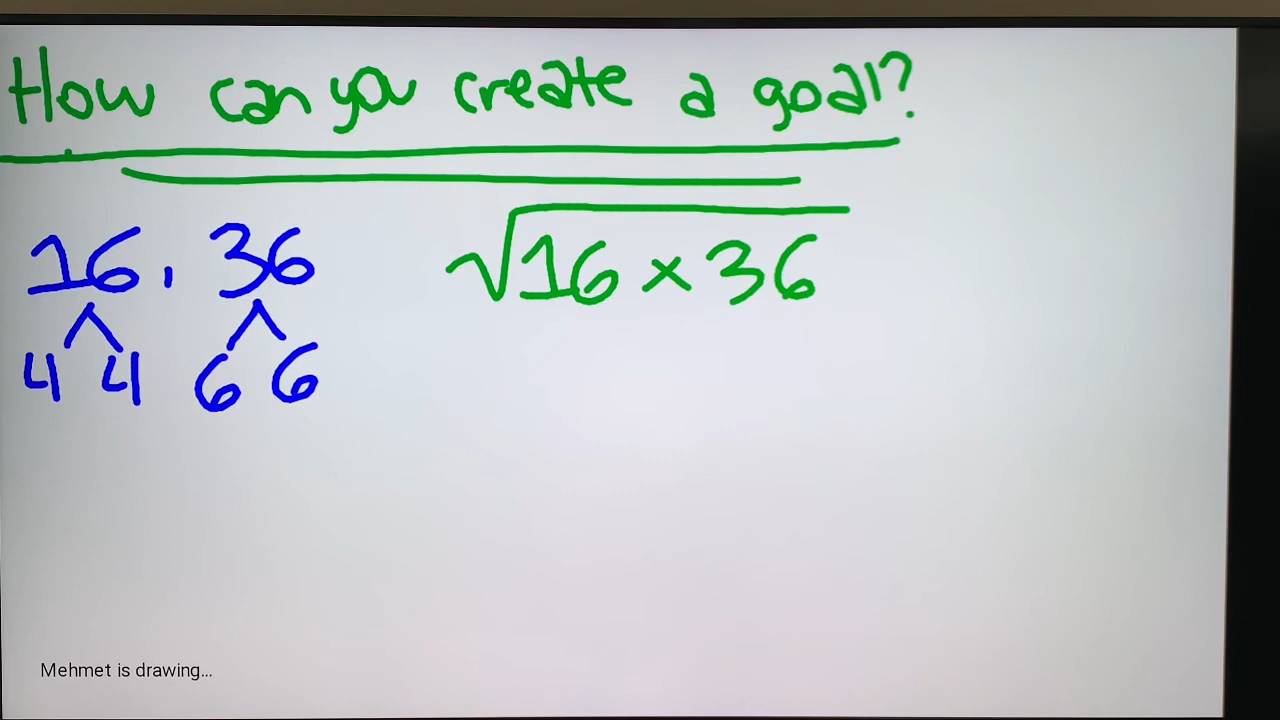 How can you create a goal?
16, 36
4 4 6 6
√16 × 36
Mehmet is drawing...